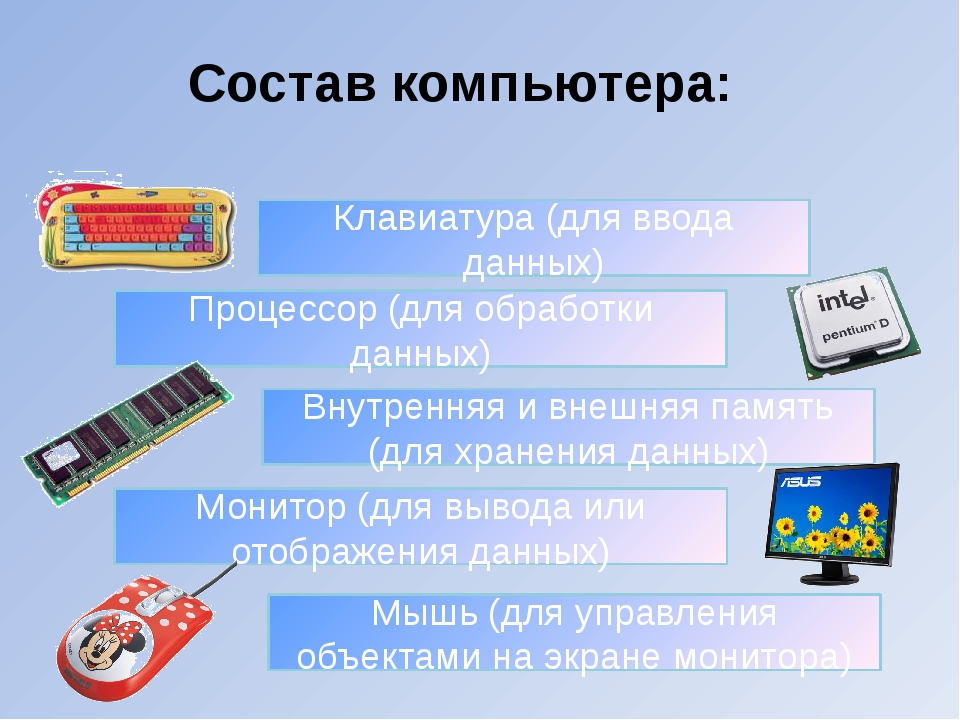 Состав компьютера:
Клавиатура (для ввода
данных)
intel®
pentium® D
Процессор (для обработки
данных)
Внутренняя и внешняя память
(для хранения данных)
ASUS
Монитор (для вывода или
отображения данных)
Мышь (для управления
объектами на экране монитора)